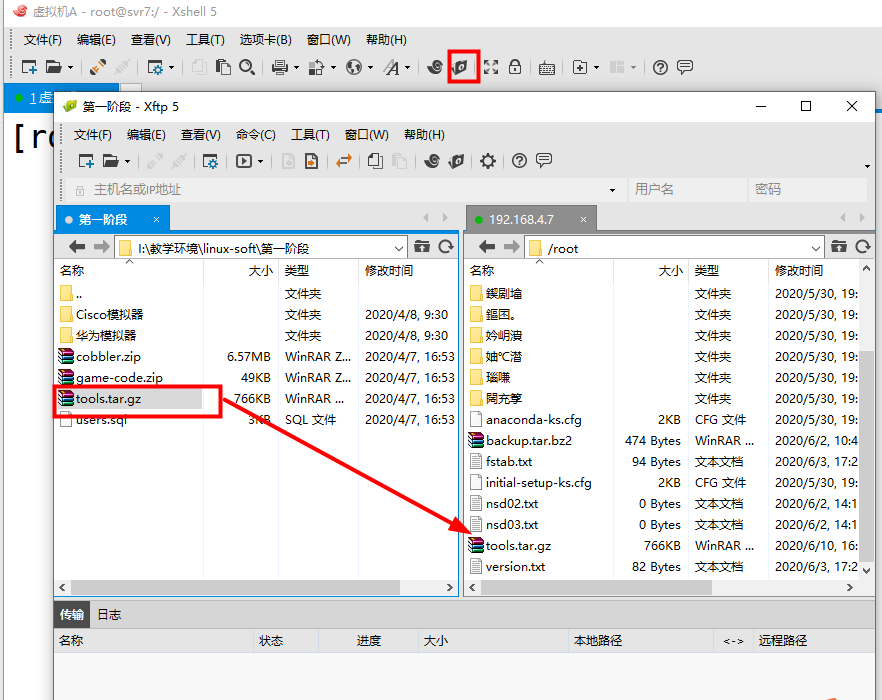 虚拟机A - root@svr7:/ - Xshell 5
文件(F) 编辑(E) 查看(V) 工具(T) 选项卡(B) 窗口(W) 帮助(H)
1 虚
[ro
第一阶段 - Xftp 5
文件(F) 编辑(E) 查看(V) 命令(C) 工具(T) 窗口(W) 帮助(H)
主机名或IP地址 用户名 密码
第一阶段 × 192.168.4.7 ×
I:\教学环境\linux-soft\第一阶段 /root
名称 大小 类型 修改时间 名称 大小 类型 修改时间
.. 文件夹 文件夹 2020/5/30, 19:
Cisco模拟器 文件夹 2020/4/8, 9:30 文件夹 2020/5/30, 19:
华为模拟器 文件夹 2020/4/8, 9:30 文件夹 2020/5/30, 19:
cobbler.zip 6.57MB WinRAR Z... 2020/4/7, 16:53 文件夹 2020/5/30, 19:
game-code.zip 49KB WinRAR Z... 2020/4/7, 16:53 文件夹 2020/5/30, 19:
tools.tar.gz 766KB WinRAR ... 2020/4/7, 16:53 文件夹 2020/5/30, 19:
users.sql 3KB SQL 文件 2020/4/7, 16:53 anaconda-ks.cfg 2KB CFG 文件 2020/5/30, 19:
backup.tar.bz2 474 Bytes WinRAR ... 2020/6/2, 10:4
fstab.txt 94 Bytes 文本文档 2020/6/3, 17:2
initial-setup-ks.cfg 2KB CFG 文件 2020/5/30, 19:
nsd02.txt 0 Bytes 文本文档 2020/6/2, 14:1
nsd03.txt 0 Bytes 文本文档 2020/6/2, 14:1
tools.tar.gz 766KB WinRAR ... 2020/6/10, 16:
version.txt 82 Bytes 文本文档 2020/6/3, 17:2
传输 日志
名称 状态 进度 大小 本地路径 <-> 远程路径